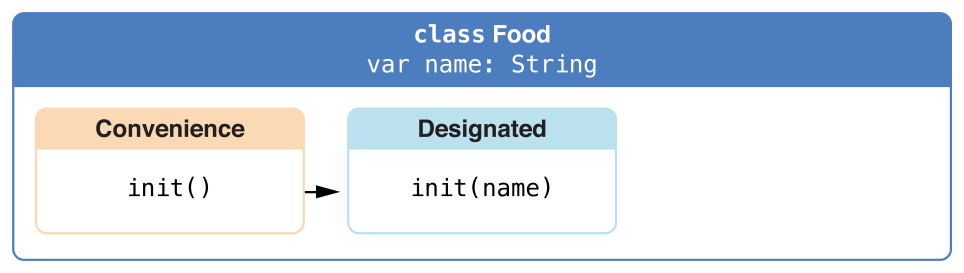 class Food
var name: String
Convenience
Designated
init()
init(name)